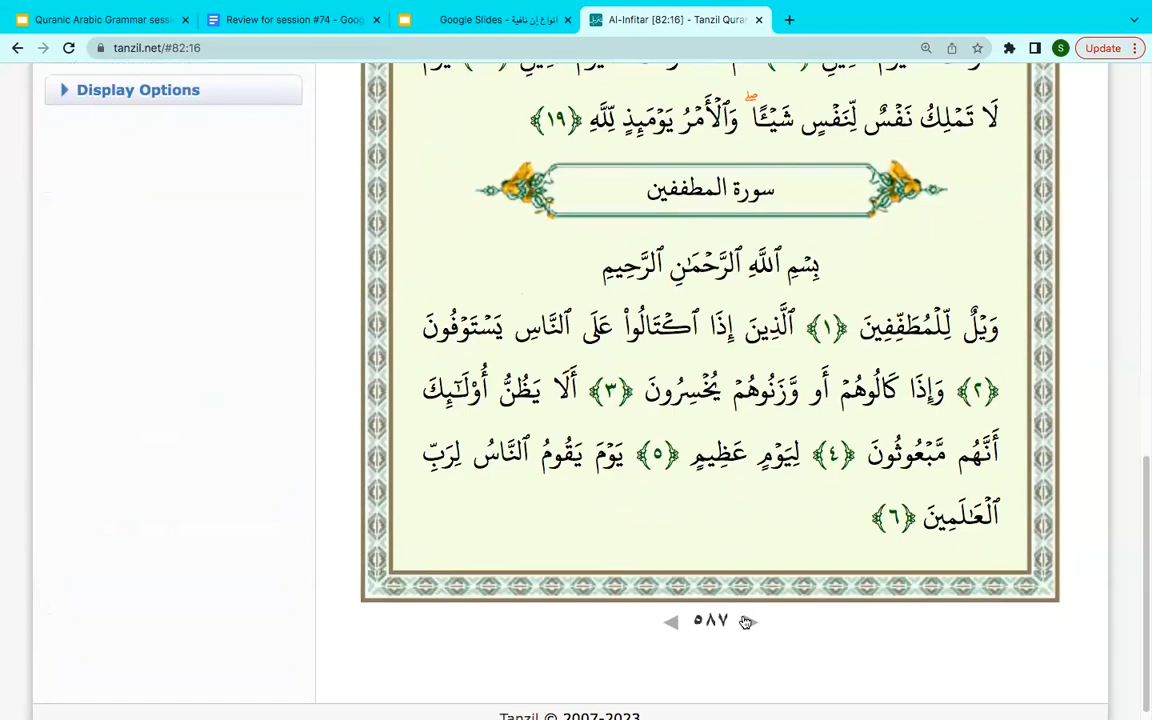 Quranic Arabic Grammar sess
Review for session #74 - Goog
انواع إن نافية - Google Slides
Al-Infitar [82:16] - Tanzil Quran
tanzil.net/#82:16
S
Update
Display Options
لَا تَمْلِكُ نَفْسٌ لِّنَفْسٍ شَيْـًٔا ۖ وَٱلْأَمْرُ يَوْمَئِذٍ لِّلَّهِ ﴿١٩﴾
سورة المطففين
بِسْمِ ٱللَّهِ ٱلرَّحْمَـٰنِ ٱلرَّحِيمِ
وَيْلٌ لِّلْمُطَفِّفِينَ ﴿١﴾ ٱلَّذِينَ إِذَا ٱكْتَالُوا۟ عَلَى ٱلنَّاسِ يَسْتَوْفُونَ
﴿٢﴾ وَإِذَا كَالُوهُمْ أَو وَّزَنُوهُمْ يُخْسِرُونَ ﴿٣﴾ أَلَا يَظُنُّ أُو۟لَـٰٓئِكَ
أَنَّهُم مَّبْعُوثُونَ ﴿٤﴾ لِيَوْمٍ عَظِيمٍ ﴿٥﴾ يَوْمَ يَقُومُ ٱلنَّاسُ لِرَبِّ
ٱلْعَـٰلَمِينَ ﴿٦﴾
٥٨٧
Tanzil © 2007-2023